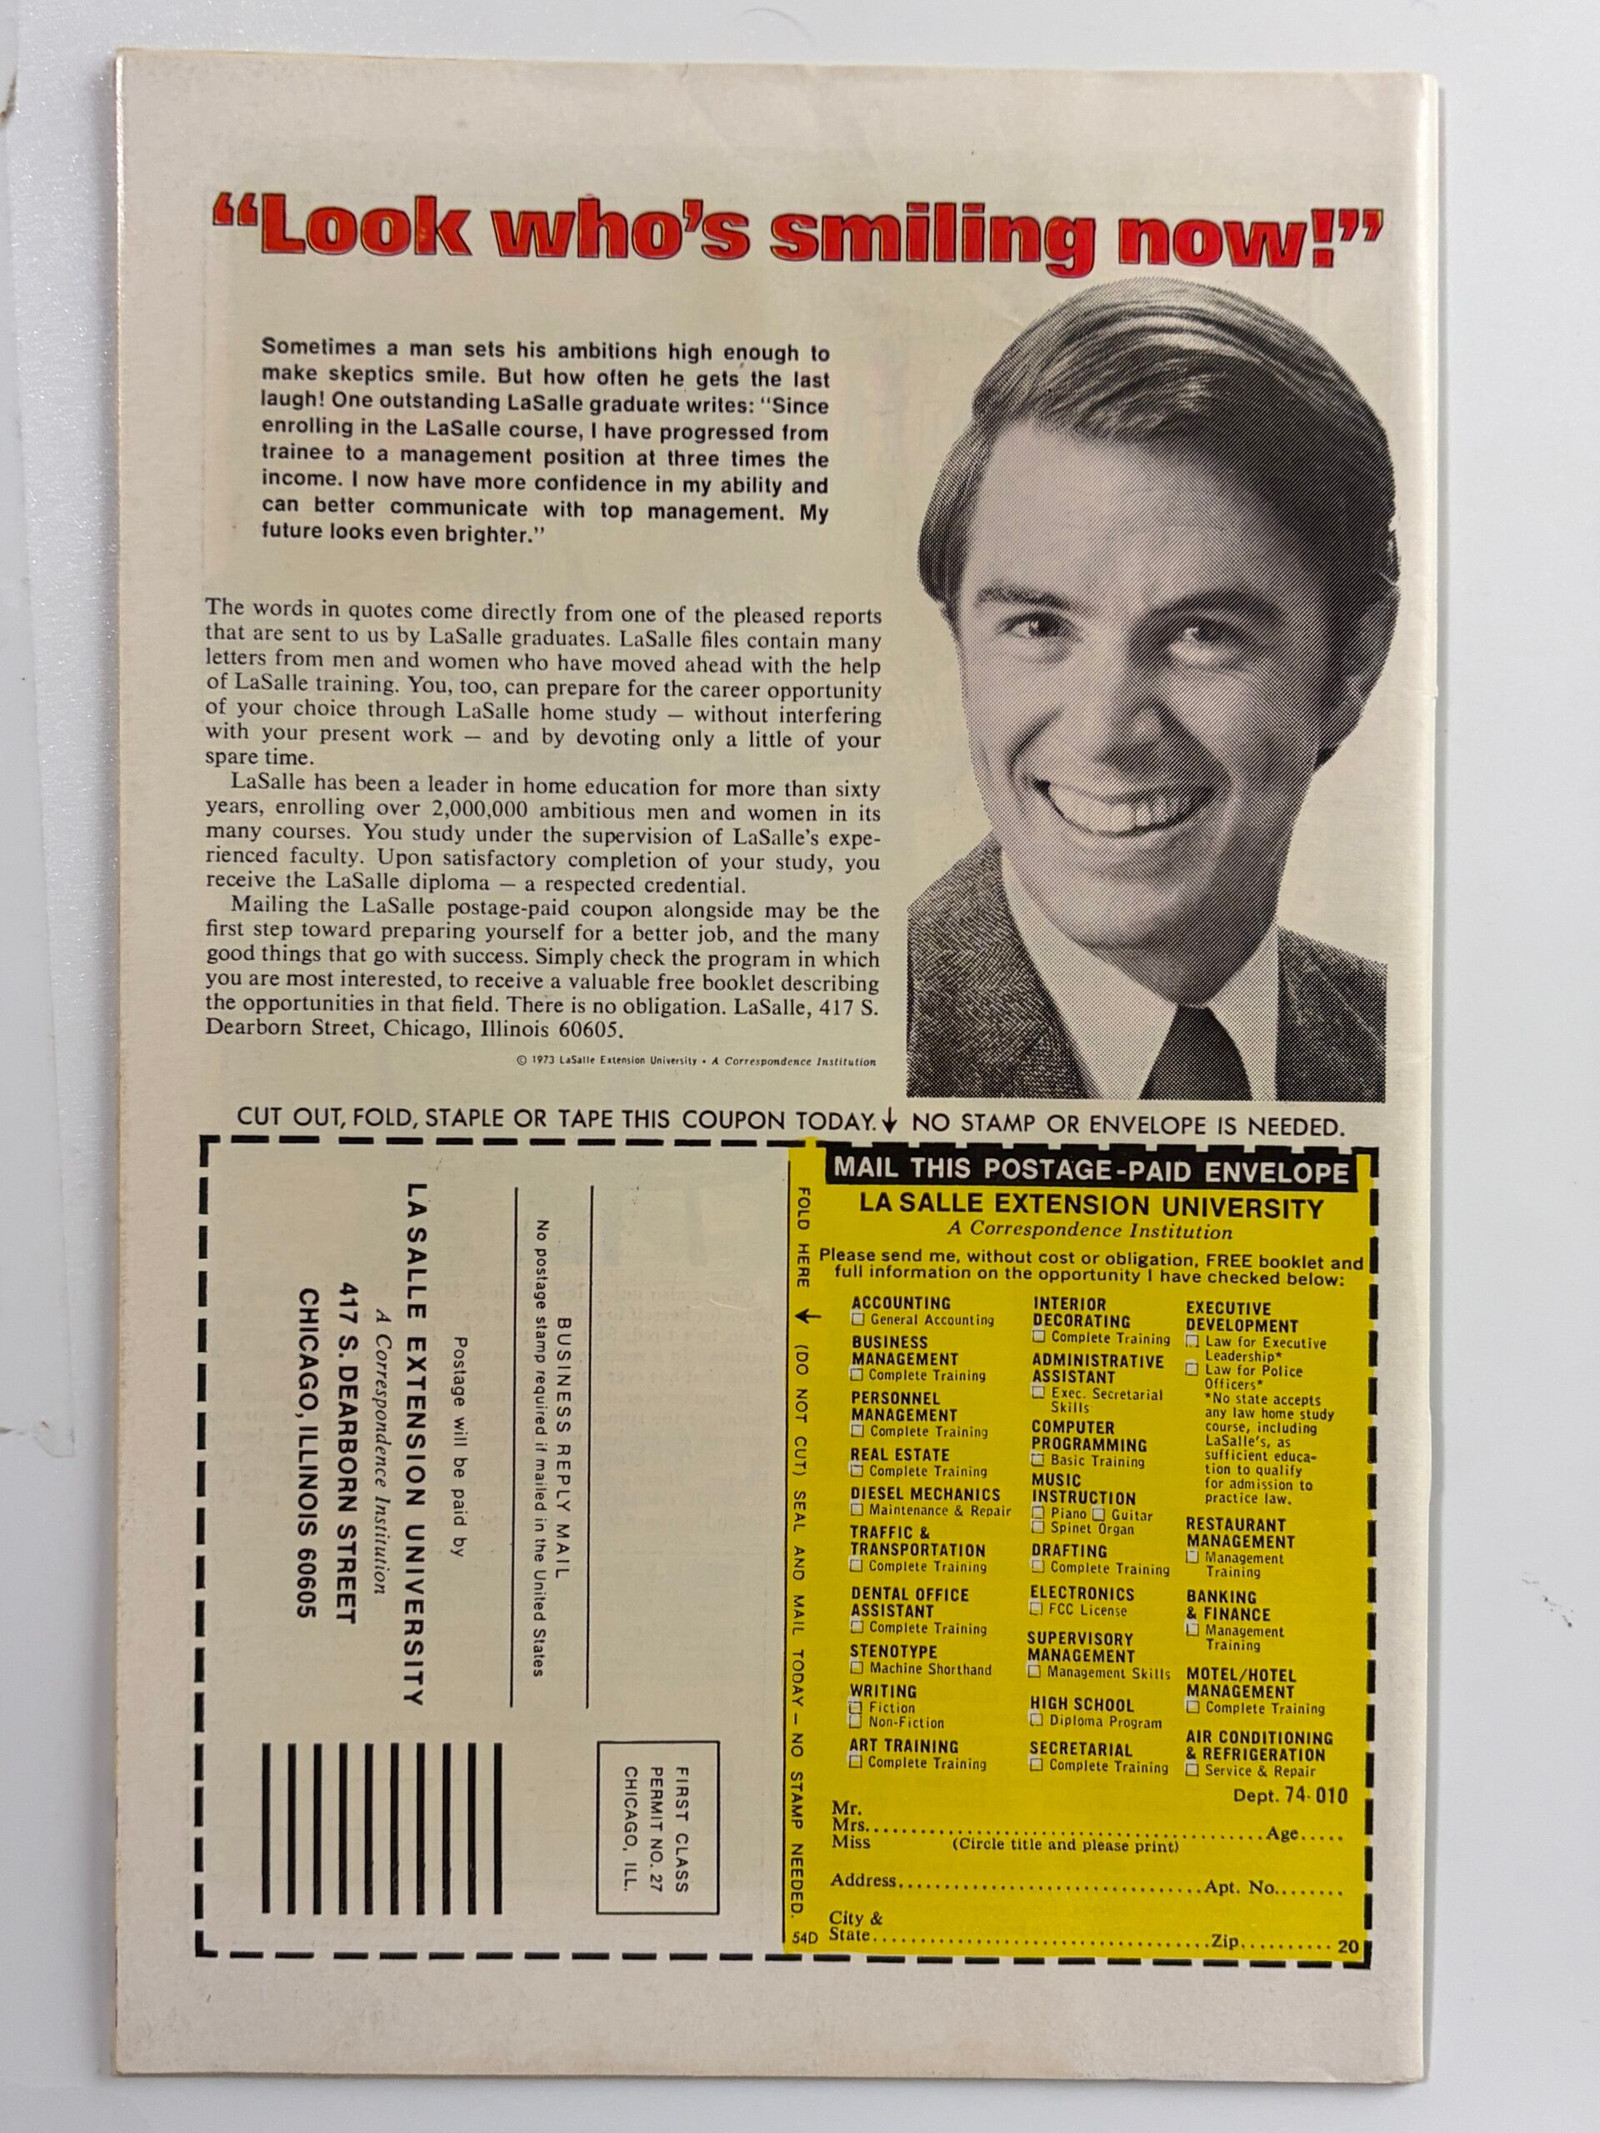 “Look who’s smiling now!”
Sometimes a man sets his ambitions high enough to
make skeptics smile. But how often he gets the last
laugh! One outstanding LaSalle graduate writes: “Since
enrolling in the LaSalle course, I have progressed from
trainee to a management position at three times the
income. I now have more confidence in my ability and
can better communicate with top management. My
future looks even brighter.”
The words in quotes come directly from one of the pleased reports
that are sent to us by LaSalle graduates. LaSalle files contain many
letters from men and women who have moved ahead with the help
of LaSalle training. You, too, can prepare for the career opportunity
of your choice through LaSalle home study — without interfering
with your present work — and by devoting only a little of your
spare time.
LaSalle has been a leader in home education for more than sixty
years, enrolling over 2,000,000 ambitious men and women in its
many courses. You study under the supervision of LaSalle’s expe-
rienced faculty. Upon satisfactory completion of your study, you
receive the LaSalle diploma — a respected credential.
Mailing the LaSalle postage-paid coupon alongside may be the
first step toward preparing yourself for a better job, and the many
good things that go with success. Simply check the program in which
you are most interested, to receive a valuable free booklet describing
the opportunities in that field. There is no obligation. LaSalle, 417 S.
Dearborn Street, Chicago, Illinois 60605.
© 1973 LaSalle Extension University • A Correspondence Institution
CUT OUT, FOLD, STAPLE OR TAPE THIS COUPON TODAY.↓ NO STAMP OR ENVELOPE IS NEEDED.
FIRST CLASS
PERMIT NO. 27
CHICAGO, ILL.
BUSINESS REPLY MAIL
No postage stamp required if mailed in the United States
Postage will be paid by
LA SALLE EXTENSION UNIVERSITY
A Correspondence Institution
417 S. DEARBORN STREET
CHICAGO, ILLINOIS 60605
FOLD HERE ← (DO NOT CUT) SEAL AND MAIL TODAY — NO STAMP NEEDED.
54D
MAIL THIS POSTAGE-PAID ENVELOPE
LA SALLE EXTENSION UNIVERSITY
A Correspondence Institution
Please send me, without cost or obligation, FREE booklet and
full information on the opportunity I have checked below:
ACCOUNTING
☐ General Accounting
BUSINESS
MANAGEMENT
☐ Complete Training
PERSONNEL
MANAGEMENT
☐ Complete Training
REAL ESTATE
☐ Complete Training
DIESEL MECHANICS
☐ Maintenance & Repair
TRAFFIC &
TRANSPORTATION
☐ Complete Training
DENTAL OFFICE
ASSISTANT
☐ Complete Training
STENOTYPE
☐ Machine Shorthand
WRITING
☐ Fiction
☐ Non-Fiction
ART TRAINING
☐ Complete Training
INTERIOR
DECORATING
☐ Complete Training
ADMINISTRATIVE
ASSISTANT
☐ Exec. Secretarial
Skills
COMPUTER
PROGRAMMING
☐ Basic Training
MUSIC
INSTRUCTION
☐ Piano ☐ Guitar
☐ Spinet Organ
DRAFTING
☐ Complete Training
ELECTRONICS
☐ FCC License
SUPERVISORY
MANAGEMENT
☐ Management Skills
HIGH SCHOOL
☐ Diploma Program
SECRETARIAL
☐ Complete Training
EXECUTIVE
DEVELOPMENT
☐ Law for Executive
Leadership*
☐ Law for Police
Officers*
*No state accepts
any law home study
course, including
LaSalle’s, as
sufficient educa-
tion to qualify
for admission to
practice law.
RESTAURANT
MANAGEMENT
☐ Management
Training
BANKING
& FINANCE
☐ Management
Training
MOTEL/HOTEL
MANAGEMENT
☐ Complete Training
AIR CONDITIONING
& REFRIGERATION
☐ Service & Repair
Dept. 74-010
Mr.
Mrs. Age
Miss (Circle title and please print)
Address Apt. No.
City &
State Zip 20